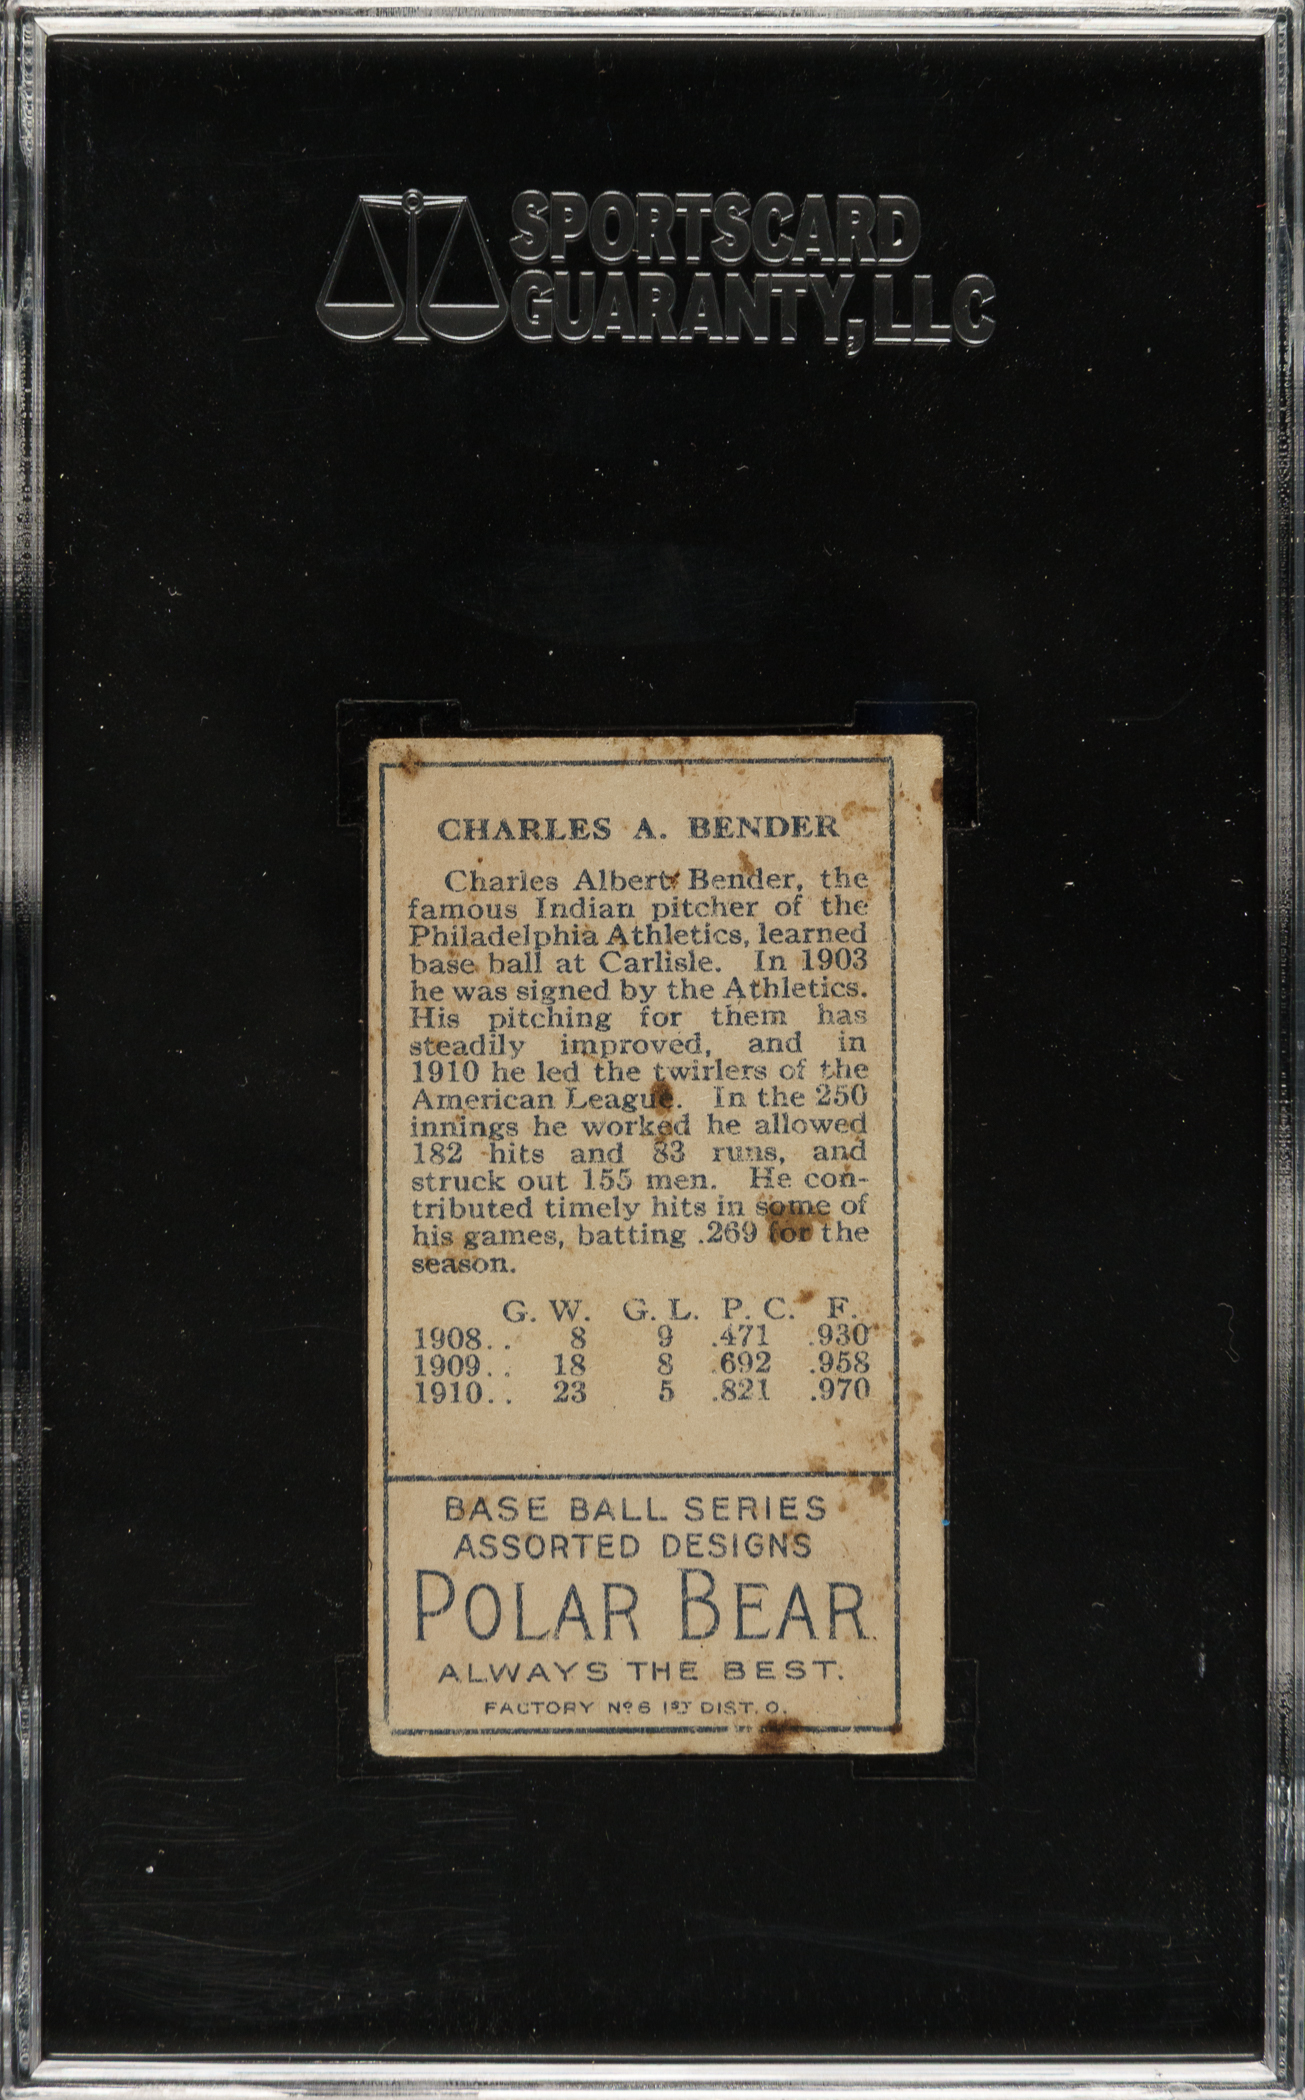 SPORTSCARD
GUARANTY, LLC
CHARLES A. BENDER
Charles Albert Bender, the
famous Indian pitcher of the
Philadelphia Athletics, learned
base ball at Carlisle. In 1903
he was signed by the Athletics.
His pitching for them has
steadily improved, and in
1910 he led the twirlers of the
American League. In the 250
innings he worked he allowed
182 hits and 83 runs, and
struck out 155 men. He con-
tributed timely hits in some of
his games, batting .269 for the
season.
G. W. G. L. P. C. F.
1908.. 8 9 .471 .930
1909.. 18 8 .692 .958
1910.. 23 5 .821 .970
BASE BALL SERIES
ASSORTED DESIGNS
POLAR BEAR
ALWAYS THE BEST.
FACTORY Nº 6 1ST DIST. O.